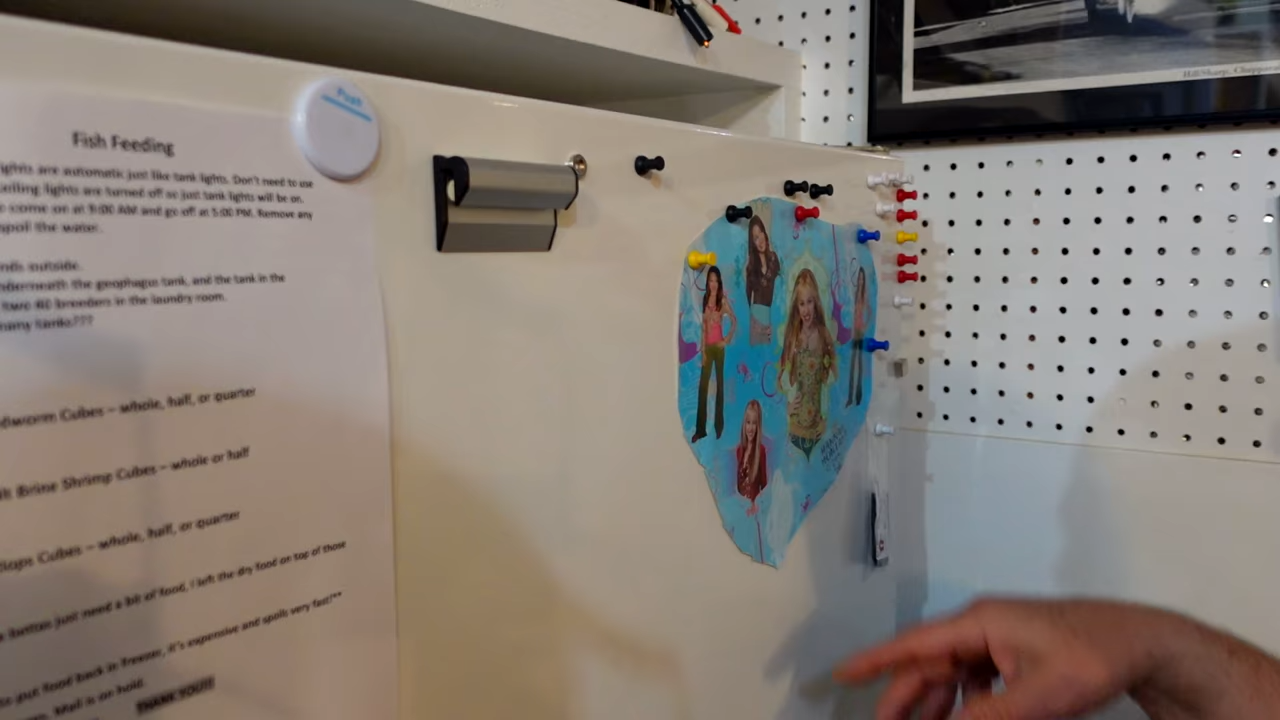 Push
Fish Feeding
ights are automatic just like tank lights. Don't need to use
ceiling lights are turned off so just tank lights will be on.
come on at 9:00 AM and go off at 5:00 PM. Remove any
spoil the water.
outside.
nderneath the geophagus tank, and the tank in the
two 40 breeders in the laundry room.
many tanks???
dworm Cubes – whole, half, or quarter
Brine Shrimp Cubes – whole or half
Cubes – whole, half, or quarter
bettas just need a bit of food, I left the dry food on top of those
to put food back in freezer, it's expensive and spoils very fast!**
Mail is on hold.
THANK YOU!!